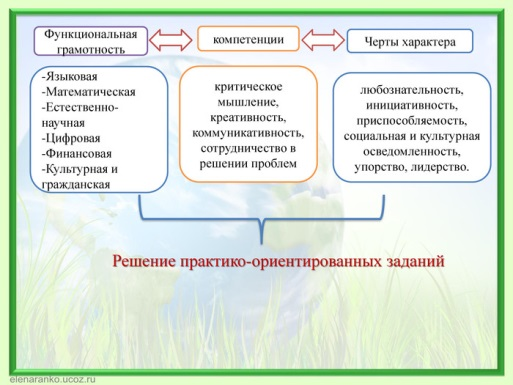 Функциональная
грамотность
компетенции
Черты характера
-Языковая
-Математическая
-Естественно-
научная
-Цифровая
-Финансовая
-Культурная и
гражданская
критическое
мышление,
креативность,
коммуникативность,
сотрудничество в
решении проблем
любознательность,
инициативность,
приспособляемость,
социальная и культурная
осведомленность,
упорство, лидерство.
Решение практико-ориентированных заданий
elenaranko.ucoz.ru